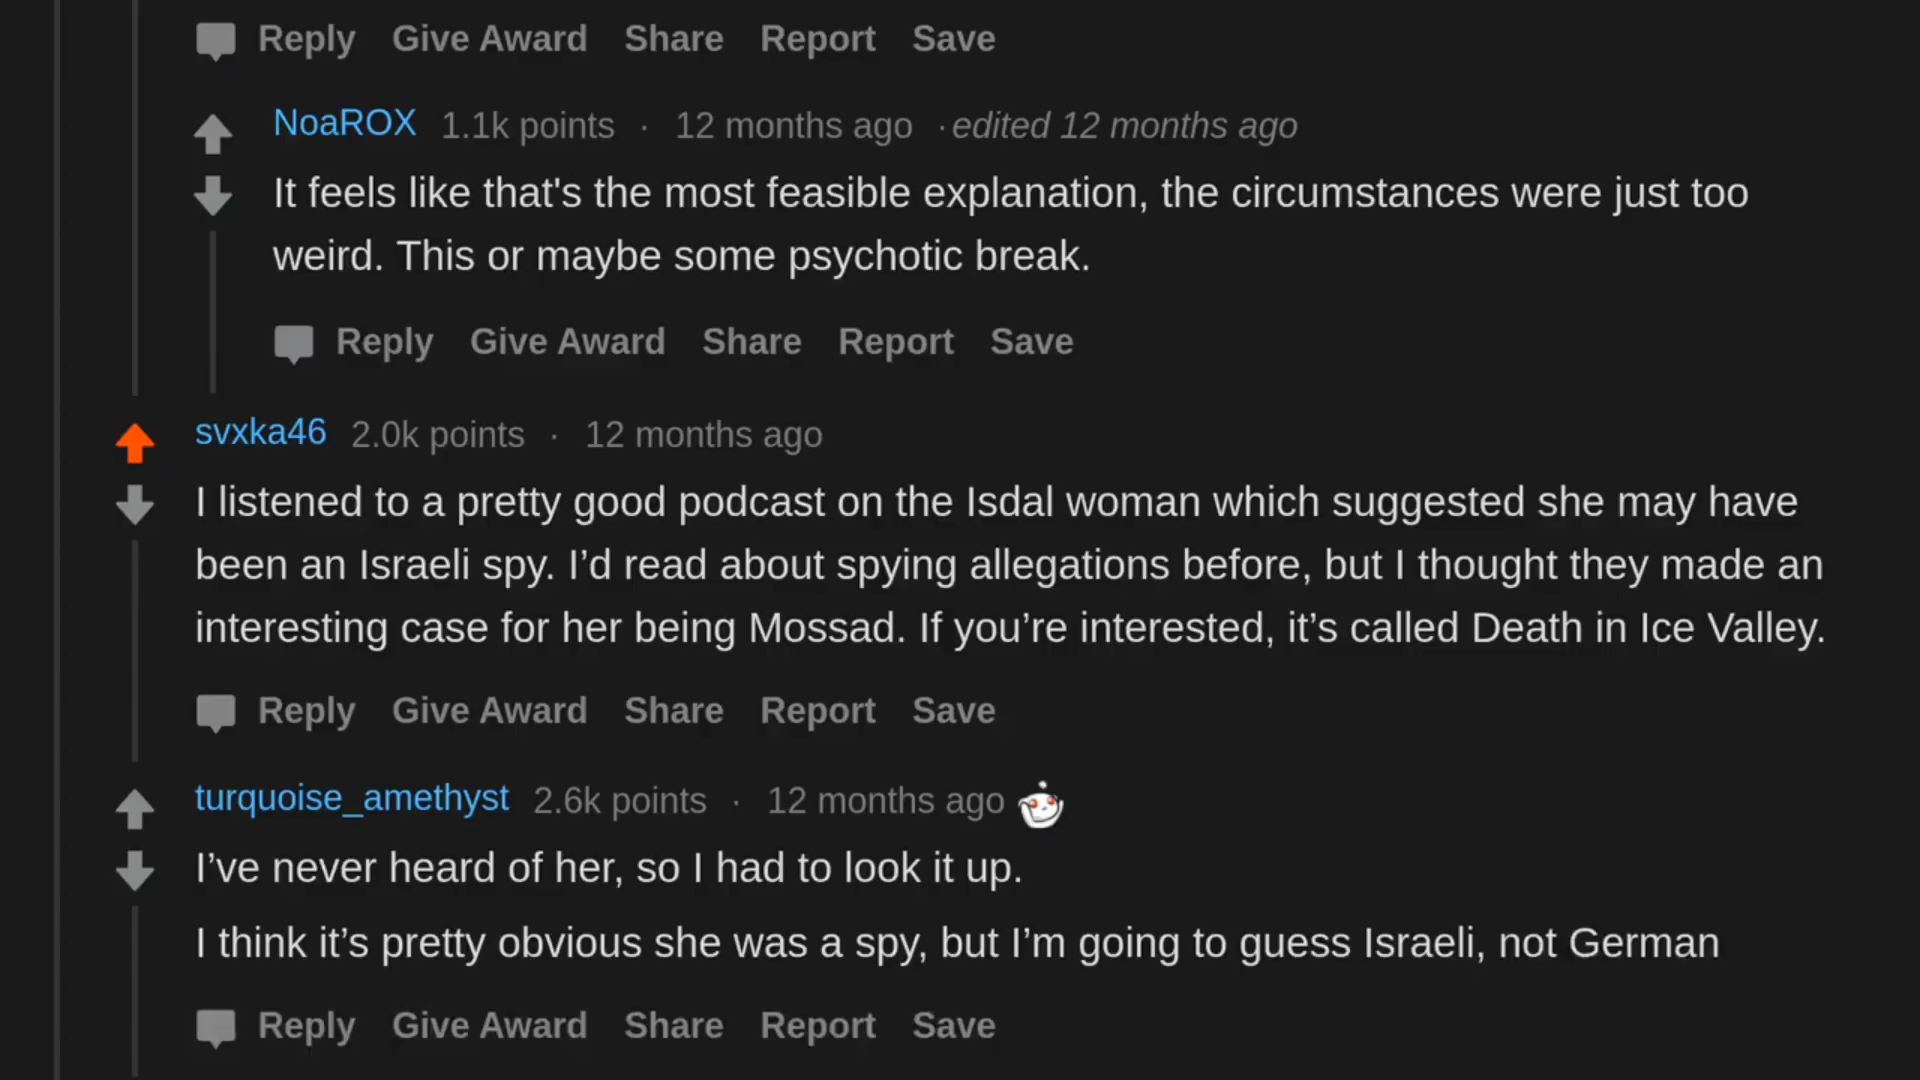 Reply Give Award Share Report Save
NoaROX 1.1k points · 12 months ago · edited 12 months ago
It feels like that's the most feasible explanation, the circumstances were just too
weird. This or maybe some psychotic break.
Reply Give Award Share Report Save
svxka46 2.0k points · 12 months ago
I listened to a pretty good podcast on the Isdal woman which suggested she may have
been an Israeli spy. I’d read about spying allegations before, but I thought they made an
interesting case for her being Mossad. If you’re interested, it’s called Death in Ice Valley.
Reply Give Award Share Report Save
turquoise_amethyst 2.6k points · 12 months ago
I’ve never heard of her, so I had to look it up.
I think it’s pretty obvious she was a spy, but I’m going to guess Israeli, not German
Reply Give Award Share Report Save